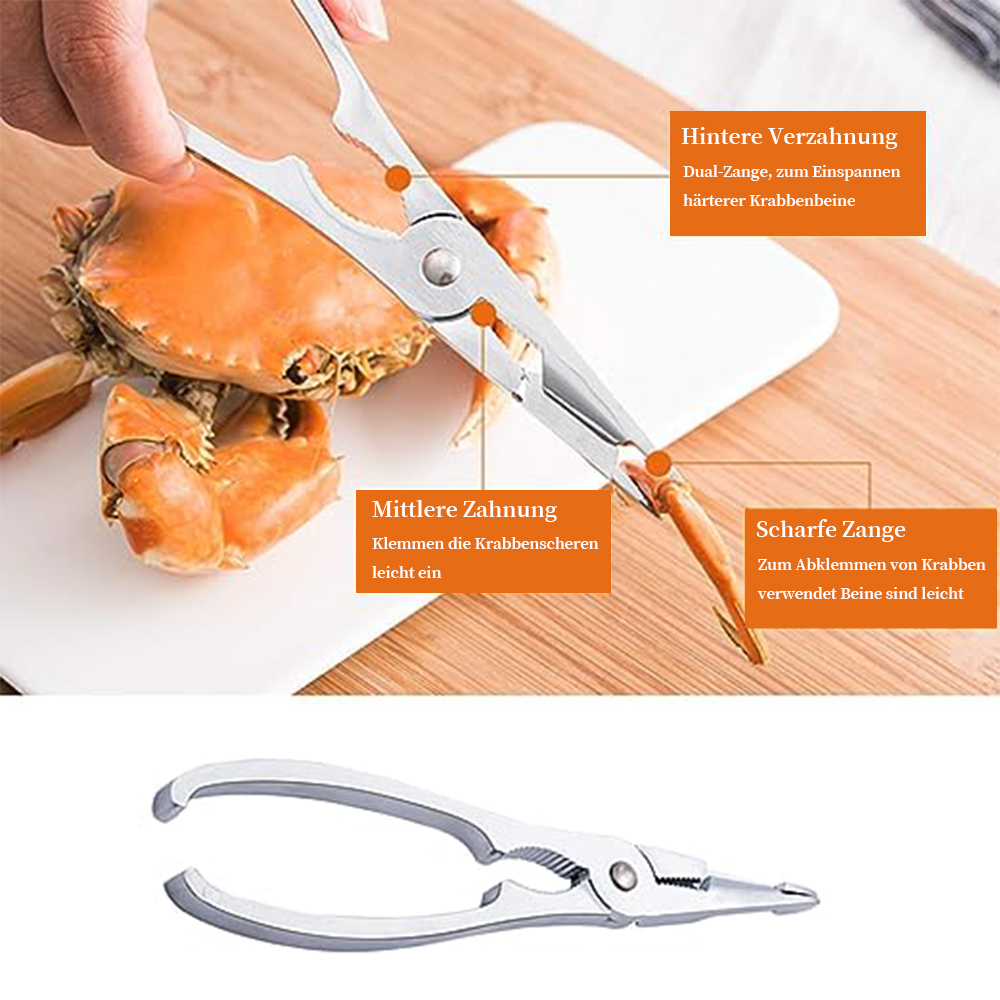 Hintere Verzahnung
Dual-Zange, zum Einspannen
härterer Krabbenbeine
Mittlere Zahnung
Klemmen die Krabbenscheren
leicht ein
Scharfe Zange
Zum Abklemmen von Krabben
verwendet Beine sind leicht